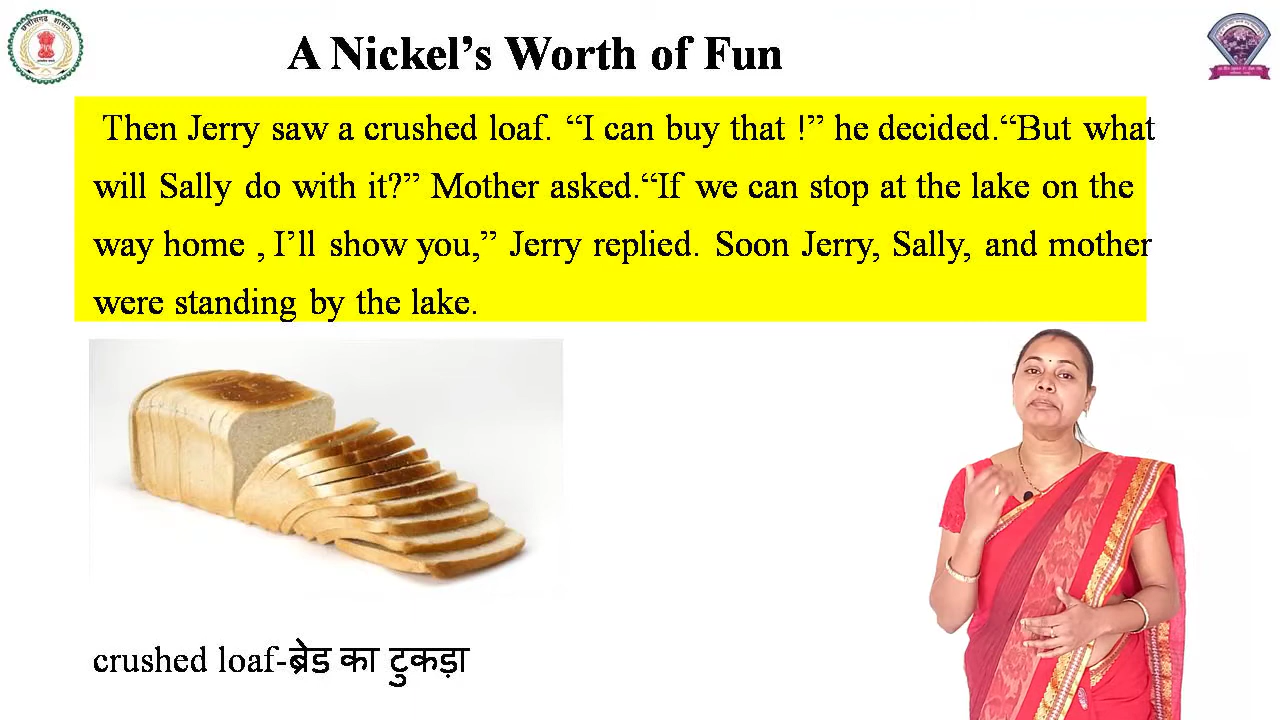 A Nickel’s Worth of Fun
Then Jerry saw a crushed loaf. “I can buy that !” he decided.“But what
will Sally do with it?” Mother asked.“If we can stop at the lake on the
way home , I’ll show you,” Jerry replied. Soon Jerry, Sally, and mother
were standing by the lake.
crushed loaf-ब्रेड का टुकड़ा